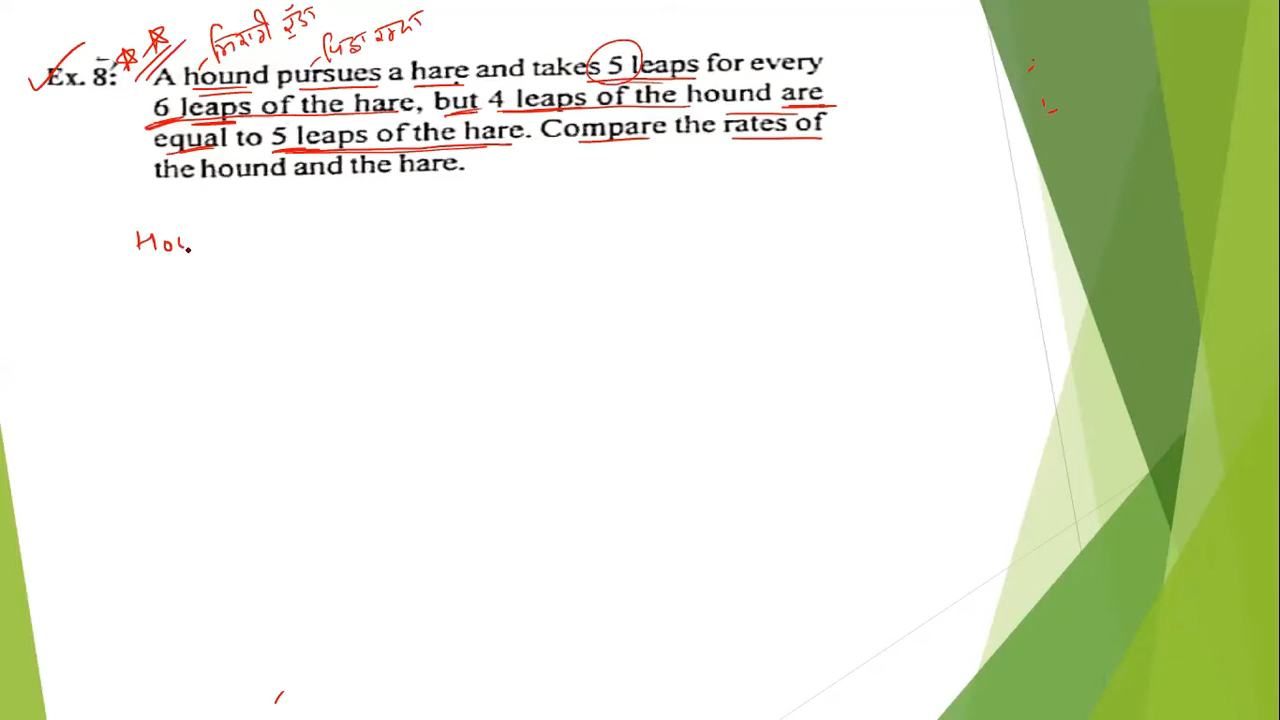 ਸ਼ਿਕਾਰੀ ਕੁੱਤਾ
ਪਿੱਛਾ ਕਰਨਾ
Ex. 8: A hound pursues a hare and takes 5 leaps for every
6 leaps of the hare, but 4 leaps of the hound are
equal to 5 leaps of the hare. Compare the rates of
the hound and the hare.
Hou